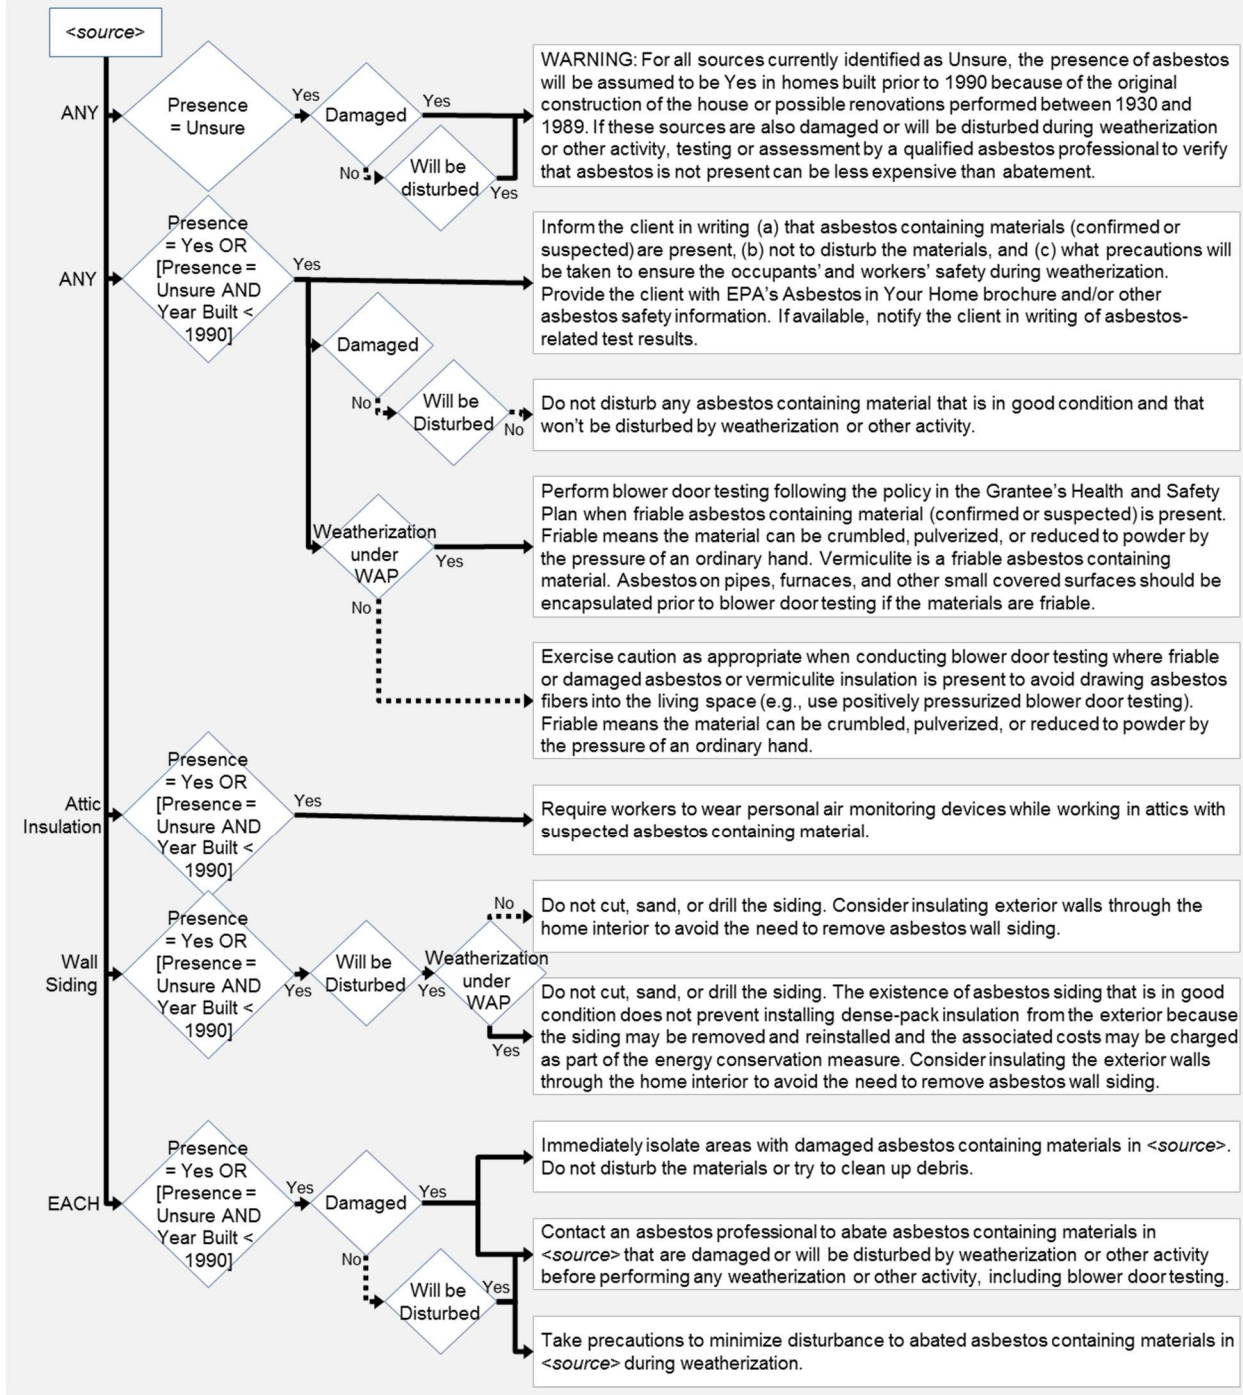 <source>
ANY
Presence
= Unsure
Yes
Damaged
Yes
No
Will be
disturbed
Yes
WARNING: For all sources currently identified as Unsure, the presence of asbestos
will be assumed to be Yes in homes built prior to 1990 because of the original
construction of the house or possible renovations performed between 1930 and
1989. If these sources are also damaged or will be disturbed during weatherization
or other activity, testing or assessment by a qualified asbestos professional to verify
that asbestos is not present can be less expensive than abatement.
ANY
Presence
= Yes OR
[Presence =
Unsure AND
Year Built <
1990]
Yes
Inform the client in writing (a) that asbestos containing materials (confirmed or
suspected) are present, (b) not to disturb the materials, and (c) what precautions will
be taken to ensure the occupants' and workers' safety during weatherization.
Provide the client with EPA's Asbestos in Your Home brochure and/or other
asbestos safety information. If available, notify the client in writing of asbestos-
related test results.
Damaged
No
Will be
Disturbed
No
Do not disturb any asbestos containing material that is in good condition and that
won't be disturbed by weatherization or other activity.
Weatherization
under
WAP
Yes
No
Perform blower door testing following the policy in the Grantee's Health and Safety
Plan when friable asbestos containing material (confirmed or suspected) is present.
Friable means the material can be crumbled, pulverized, or reduced to powder by
the pressure of an ordinary hand. Vermiculite is a friable asbestos containing
material. Asbestos on pipes, furnaces, and other small covered surfaces should be
encapsulated prior to blower door testing if the materials are friable.
Exercise caution as appropriate when conducting blower door testing where friable
or damaged asbestos or vermiculite insulation is present to avoid drawing asbestos
fibers into the living space (e.g., use positively pressurized blower door testing).
Friable means the material can be crumbled, pulverized, or reduced to powder by
the pressure of an ordinary hand.
Attic
Insulation
Presence
= Yes OR
[Presence =
Unsure AND
Year Built <
1990]
Yes
Require workers to wear personal air monitoring devices while working in attics with
suspected asbestos containing material.
Wall
Siding
Presence
= Yes OR
[Presence =
Unsure AND
Year Built <
1990]
Yes
Will be
Disturbed
Yes
Weatherization
under
WAP
No
Yes
Do not cut, sand, or drill the siding. Consider insulating exterior walls through the
home interior to avoid the need to remove asbestos wall siding.
Do not cut, sand, or drill the siding. The existence of asbestos siding that is in good
condition does not prevent installing dense-pack insulation from the exterior because
the siding may be removed and reinstalled and the associated costs may be charged
as part of the energy conservation measure. Consider insulating the exterior walls
through the home interior to avoid the need to remove asbestos wall siding.
EACH
Presence
= Yes OR
[Presence =
Unsure AND
Year Built <
1990]
Yes
Damaged
Yes
No
Will be
Disturbed
Yes
Immediately isolate areas with damaged asbestos containing materials in <source>.
Do not disturb the materials or try to clean up debris.
Contact an asbestos professional to abate asbestos containing materials in
<source> that are damaged or will be disturbed by weatherization or other activity
before performing any weatherization or other activity, including blower door testing.
Take precautions to minimize disturbance to abated asbestos containing materials in
<source> during weatherization.